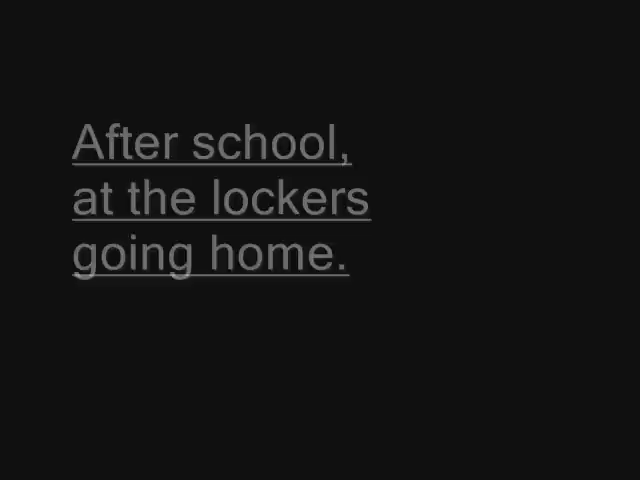 After school,
at the lockers
going home.